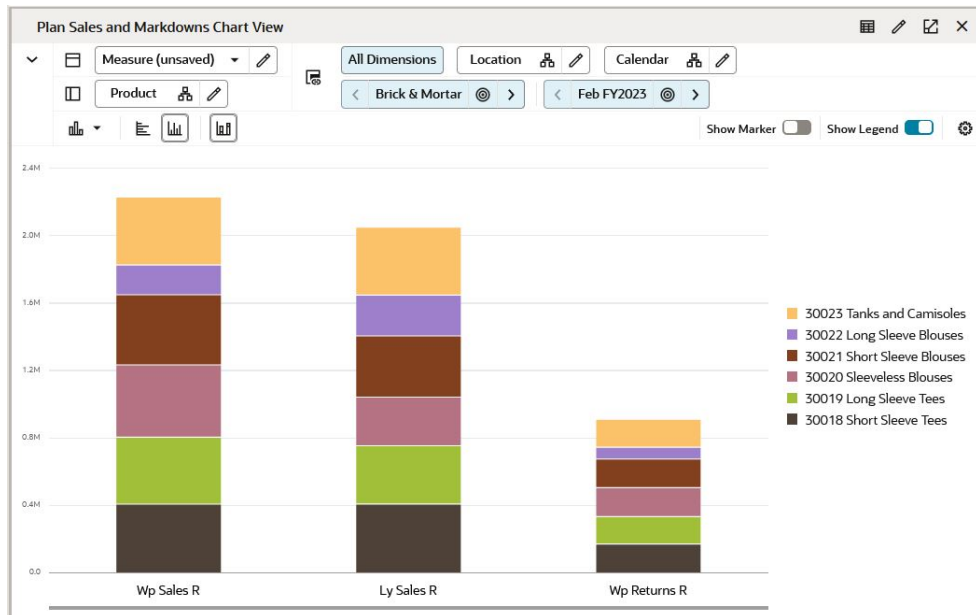 Plan Sales and Markdowns Chart View
Measure (unsaved)
All Dimensions
Location
Calendar
Product
Brick & Mortar
Feb FY2023
Show Marker
Show Legend
2.4M
2.0M
1.6M
1.2M
0.8M
0.4M
0.0
30023 Tanks and Camisoles
30022 Long Sleeve Blouses
30021 Short Sleeve Blouses
30020 Sleeveless Blouses
30019 Long Sleeve Tees
30018 Short Sleeve Tees
Wp Sales R
Ly Sales R
Wp Returns R